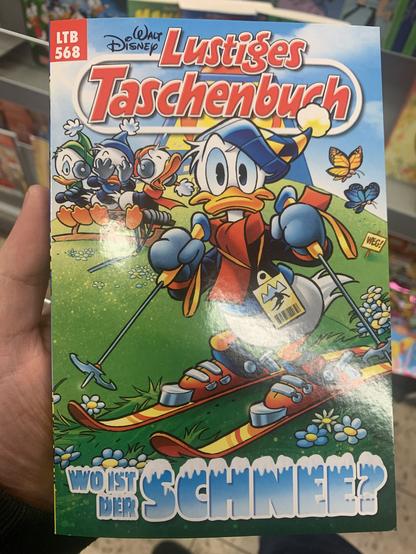 LTB
568
Walt
Disney
Lustiges
Taschenbuch
WEG!
WO IST
DER
SCHNEE?